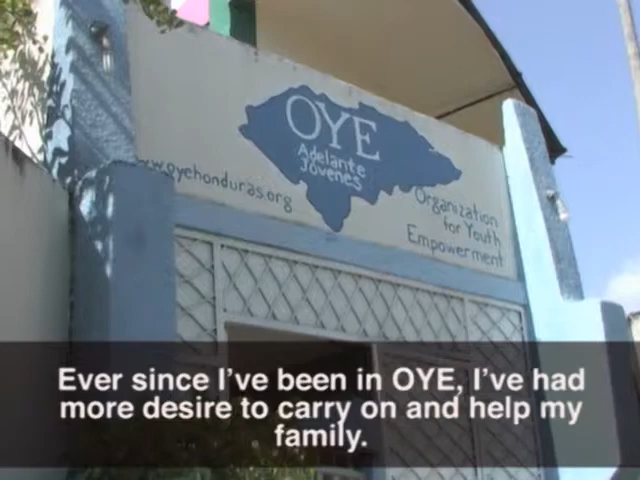 OYE
Adelante
Jovenes
www.oyehonduras.org
Organization
for Youth
Empowerment
Ever since I've been in OYE, I've had
more desire to carry on and help my
family.